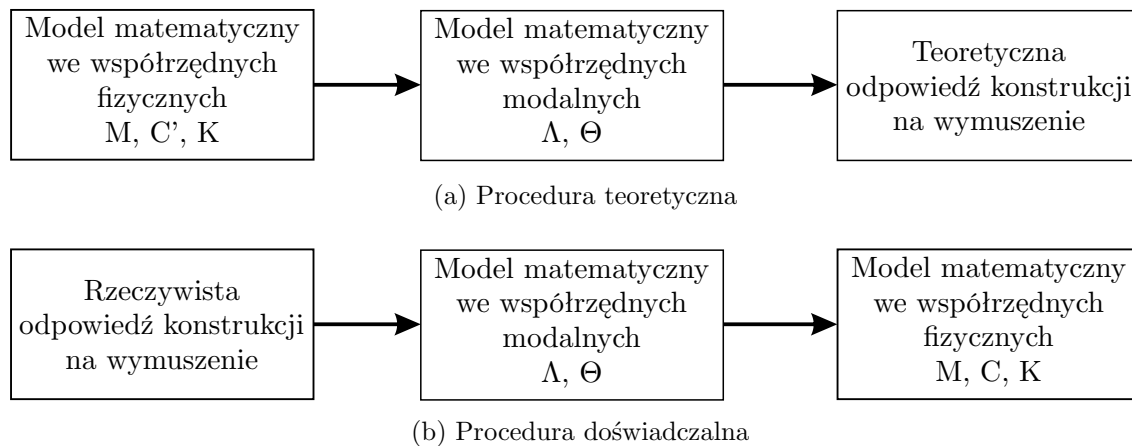 Model matematyczny
we współrzędnych
fizycznych
M, C’, K
Model matematyczny
we współrzędnych
modalnych
Λ, Θ
Teoretyczna
odpowiedź konstrukcji
na wymuszenie
(a) Procedura teoretyczna
Rzeczywista
odpowiedź konstrukcji
na wymuszenie
Model matematyczny
we współrzędnych
modalnych
Λ, Θ
Model matematyczny
we współrzędnych
fizycznych
M, C, K
(b) Procedura doświadczalna